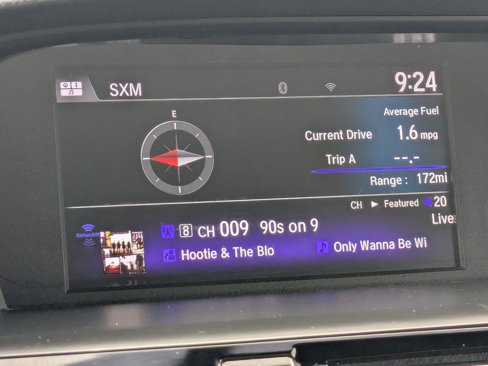 SXM
9:24
E
Average Fuel
Current Drive 1.6 mpg
Trip A --.-
Range : 172mi
CH ▶ Featured 20
Live
8 CH 009 90s on 9
Hootie & The Blo Only Wanna Be Wi